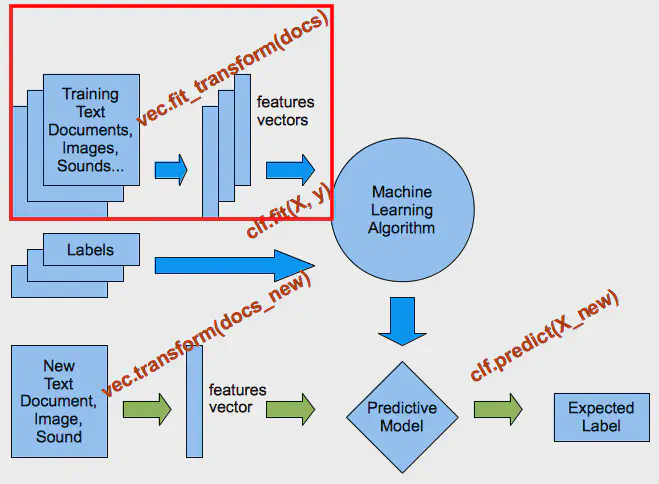 vec.fit_transform(docs)
Training
Text
Documents,
Images,
Sounds...
features
vectors
clf.fit(X, y)
Machine
Learning
Algorithm
Labels
vec.transform(docs_new)
clf.predict(X_new)
New
Text
Document,
Image,
Sound
features
vector
Predictive
Model
Expected
Label